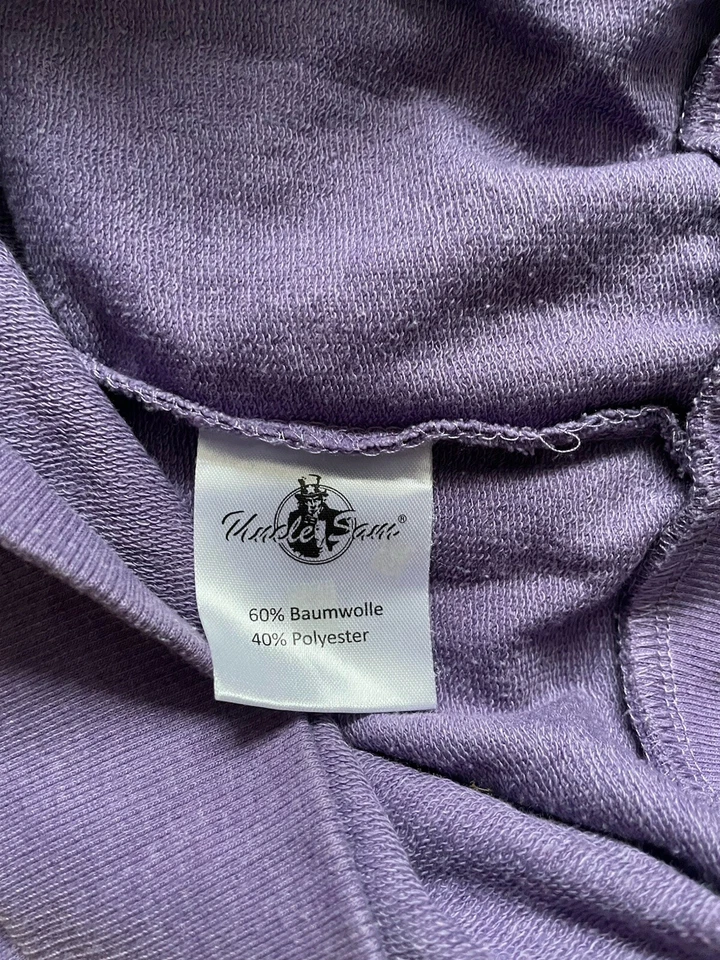 Uncle Sam®
60% Baumwolle
40% Polyester